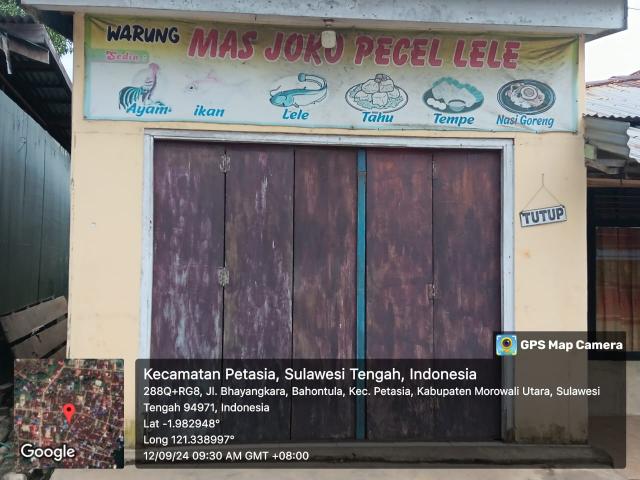 WARUNG MAS JOKO PECEL LELE
Sedin
Ayam ikan Lele Tahu Tempe Nasi Goreng
TUTUP
GPS Map Camera
Kecamatan Petasia, Sulawesi Tengah, Indonesia
288Q+RG8, Jl. Bhayangkara, Bahontula, Kec. Petasia, Kabupaten Morowali Utara, Sulawesi
Tengah 94971, Indonesia
Lat -1.982948°
Long 121.338997°
12/09/24 09:30 AM GMT +08:00
Google